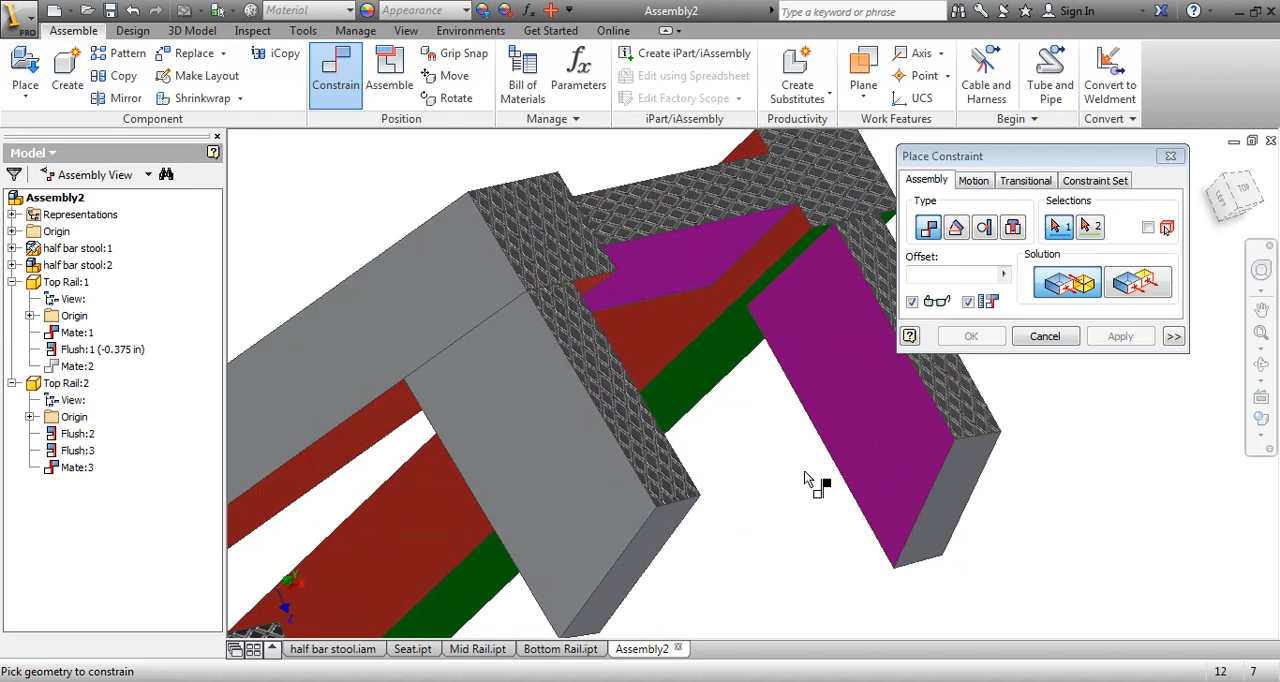 Material Appearance Assembly2 Type a keyword or phrase Sign In
PRO Assemble Design 3D Model Inspect Tools Manage View Environments Get Started Online
Place Create Pattern Copy Mirror Replace Make Layout Shrinkwrap iCopy
Constrain Assemble Grip Snap Move Rotate
Bill of Materials Parameters
Create iPart/iAssembly Edit using Spreadsheet Edit Factory Scope
Create Substitutes Plane Axis Point UCS
Cable and Harness Tube and Pipe Convert to Weldment
Component Position Manage iPart/iAssembly Productivity Work Features Begin Convert
Model
Assembly View
Assembly2
Representations
Origin
half bar stool:1
half bar stool:2
Top Rail:1
View:
Origin
Mate:1
Flush:1 (-0.375 in)
Mate:2
Top Rail:2
View:
Origin
Flush:2
Flush:3
Mate:3
Place Constraint
Assembly Motion Transitional Constraint Set
Type Selections
1 2
Offset: Solution
OK Cancel Apply >>
TOP
X
Y
Z
half bar stool.iam Seat.ipt Mid Rail.ipt Bottom Rail.ipt Assembly2
Pick geometry to constrain 12 7